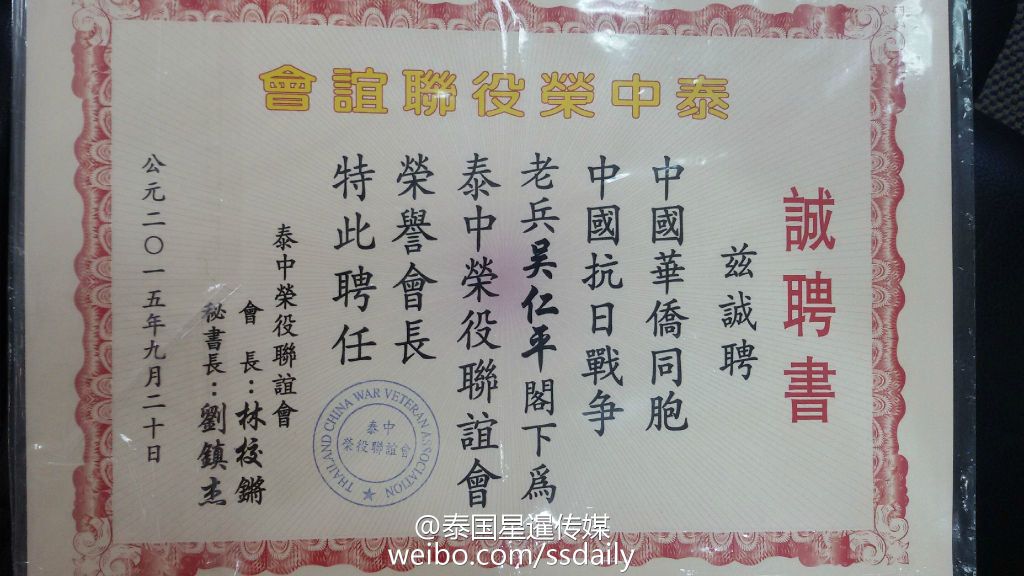 泰中榮役聯誼會
誠聘書
兹誠聘
中國華僑同胞
中國抗日戰争
老兵吴仁平閣下爲
泰中榮役聯誼會
榮譽會長
特此聘任
泰中榮役聯誼會
會 長：林校鏘
秘書長：劉鎮杰
公元二〇一五年九月二十日
THAILAND CHINA WAR VETERAN ASSOCIATION
泰中
榮役聯誼會
@泰国星暹传媒
weibo.com/ssdaily